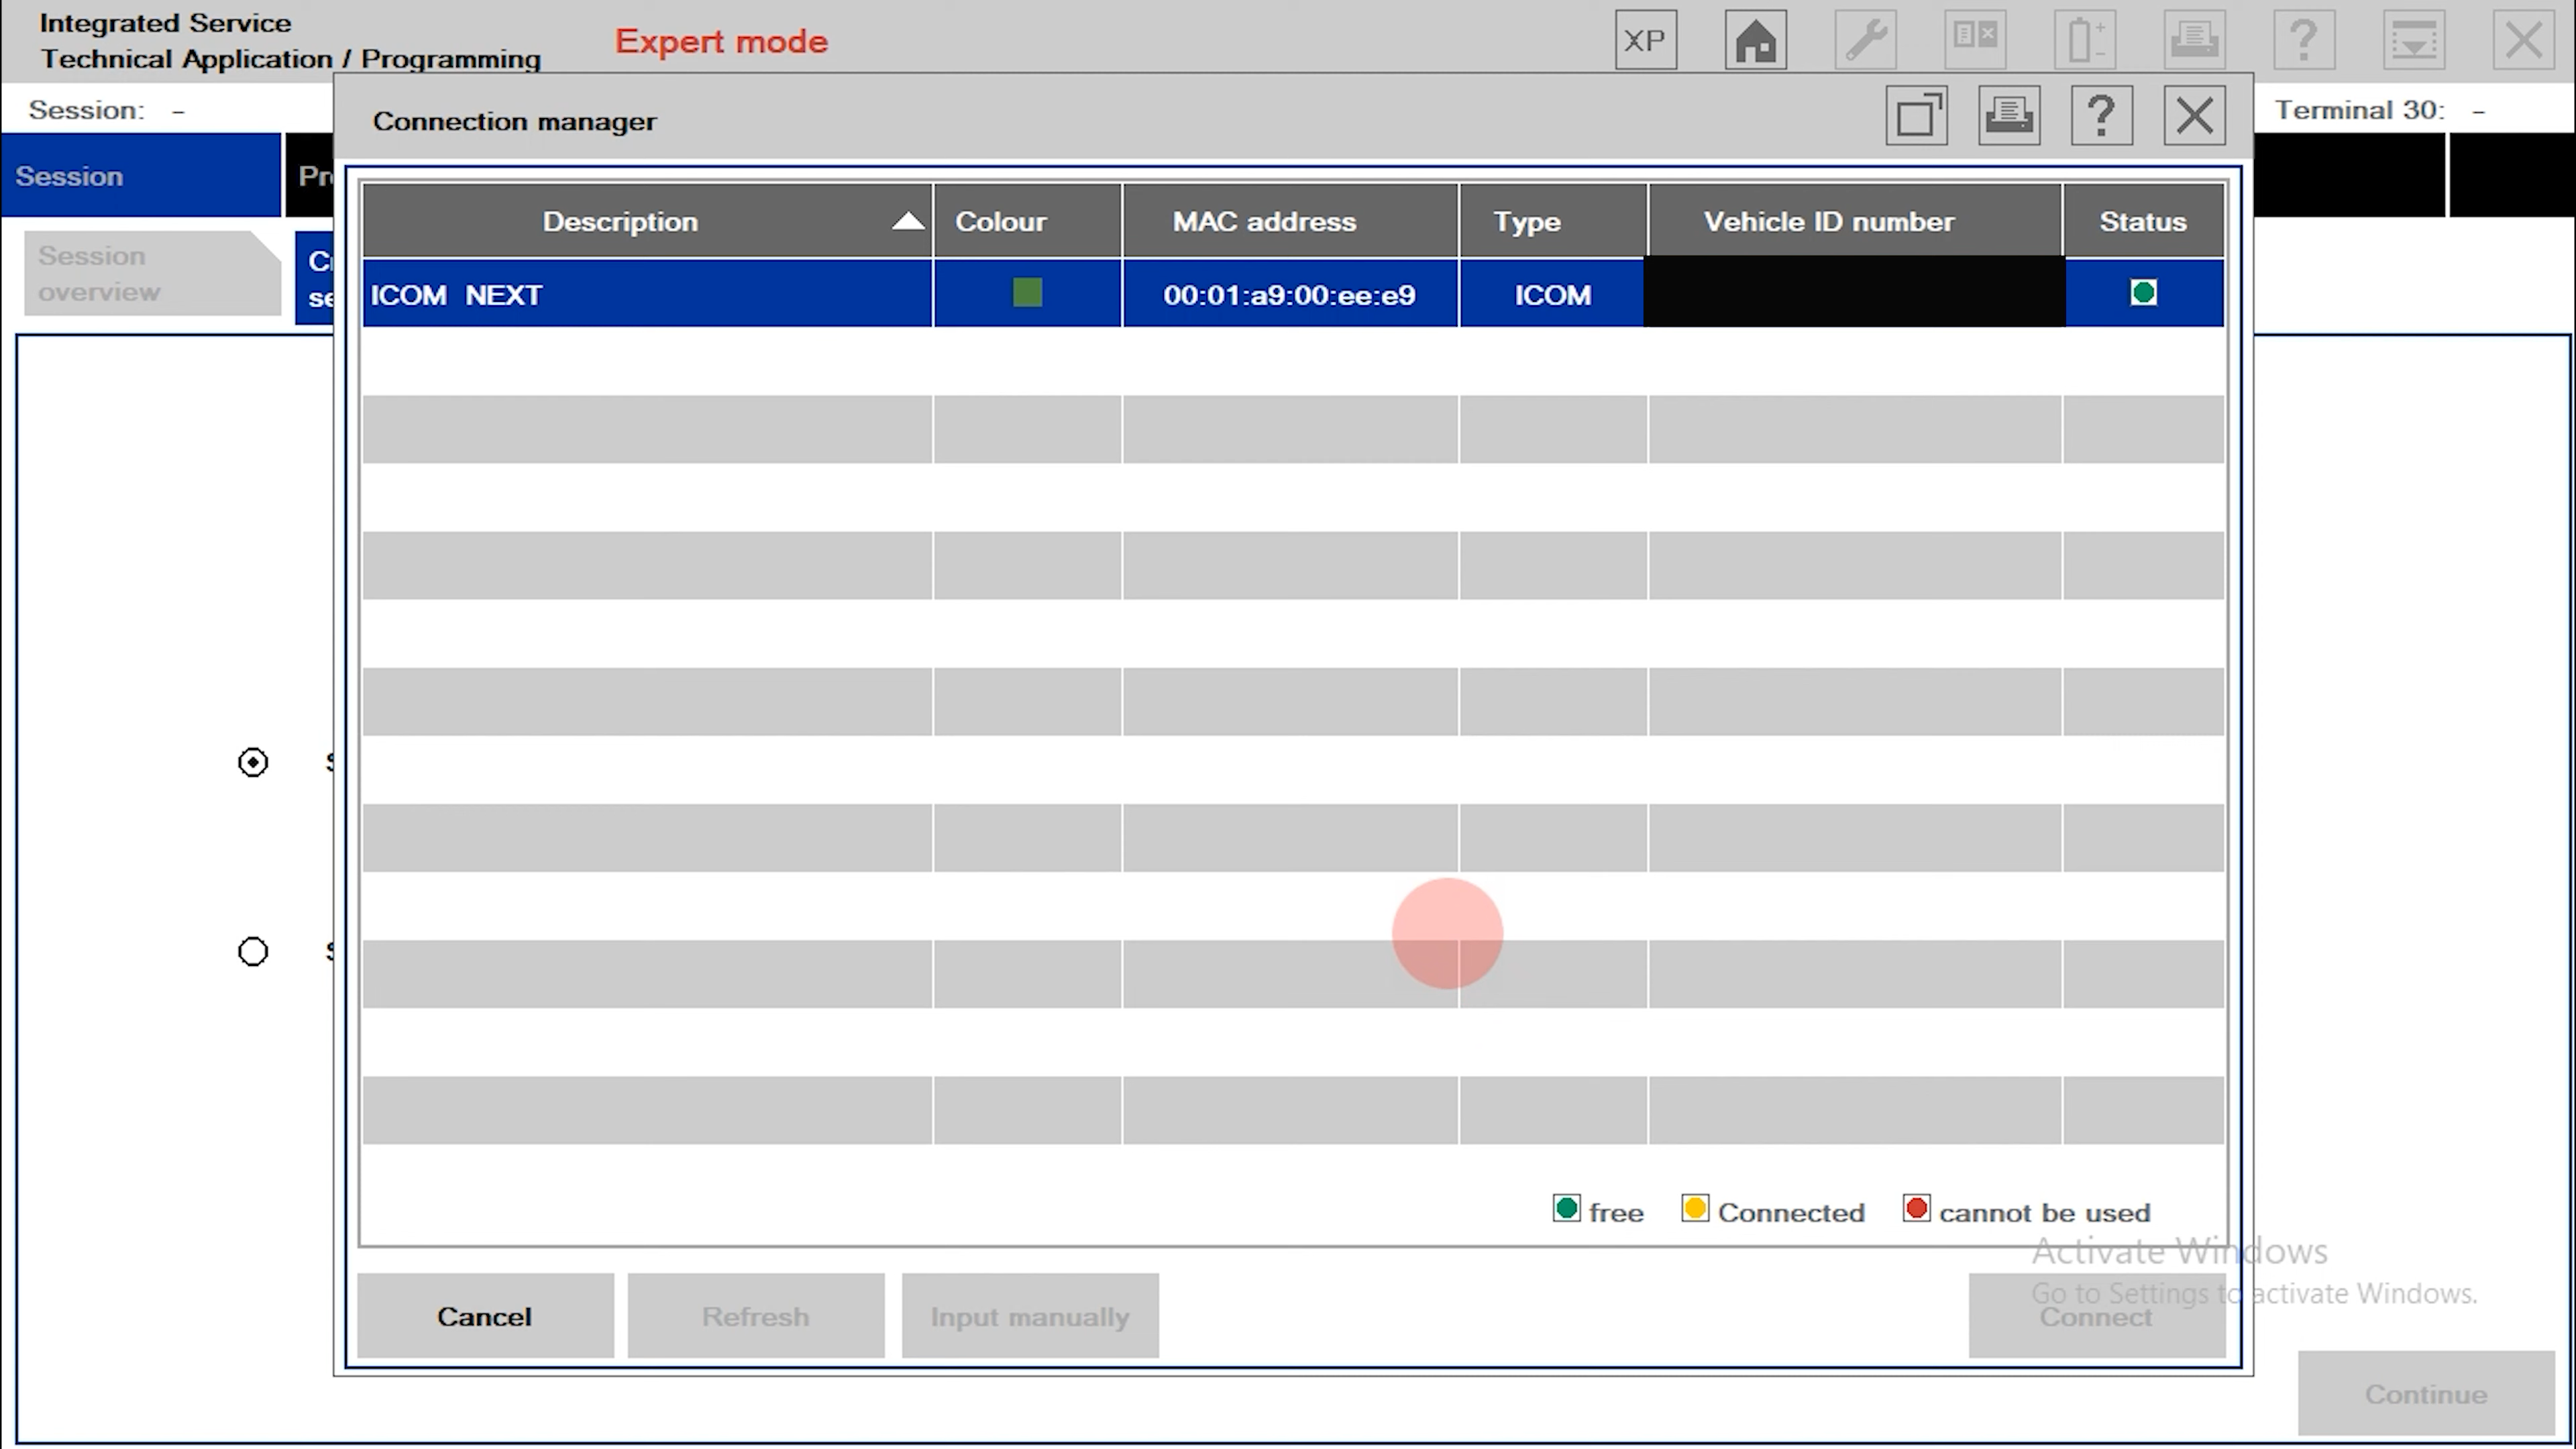 Integrated Service
Technical Application / Programming
Expert mode
XP
Session: -
Terminal 30: -
Connection manager
Session
Session
overview
Description
Colour
MAC address
Type
Vehicle ID number
Status
ICOM NEXT
00:01:a9:00:ee:e9
ICOM
free
Connected
cannot be used
Activate Windows
Go to Settings to activate Windows.
Cancel
Refresh
Input manually
Connect
Continue